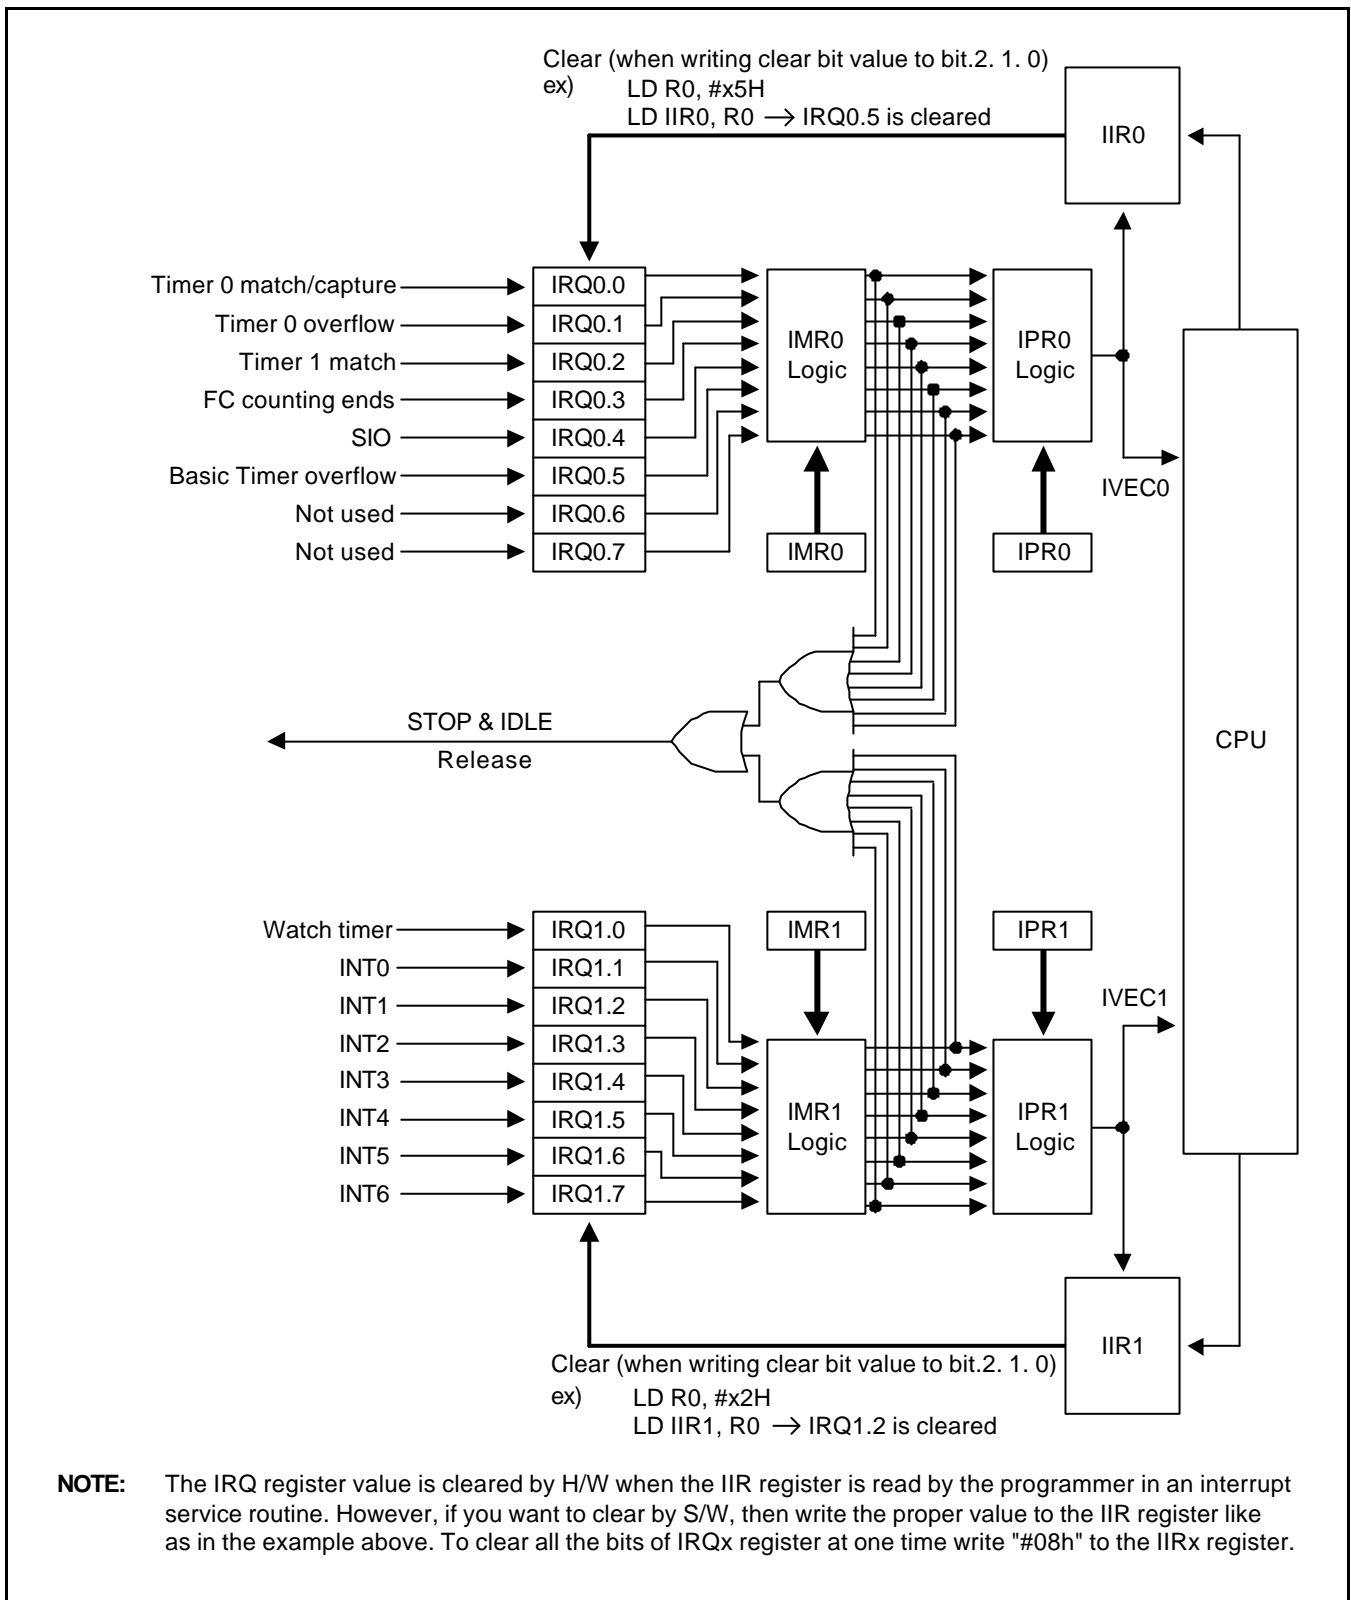 Clear (when writing clear bit value to bit.2. 1. 0)
ex) LD R0, #x5H
LD IIR0, R0 → IRQ0.5 is cleared
IIR0
Timer 0 match/capture
Timer 0 overflow
Timer 1 match
FC counting ends
SIO
Basic Timer overflow
Not used
Not used
IRQ0.0
IRQ0.1
IRQ0.2
IRQ0.3
IRQ0.4
IRQ0.5
IRQ0.6
IRQ0.7
IMR0
Logic
IPR0
Logic
IMR0
IPR0
IVEC0
STOP & IDLE
Release
CPU
Watch timer
INT0
INT1
INT2
INT3
INT4
INT5
INT6
IRQ1.0
IRQ1.1
IRQ1.2
IRQ1.3
IRQ1.4
IRQ1.5
IRQ1.6
IRQ1.7
IMR1
IPR1
IMR1
Logic
IPR1
Logic
IVEC1
IIR1
Clear (when writing clear bit value to bit.2. 1. 0)
ex) LD R0, #x2H
LD IIR1, R0 → IRQ1.2 is cleared
NOTE: The IRQ register value is cleared by H/W when the IIR register is read by the programmer in an interrupt
service routine. However, if you want to clear by S/W, then write the proper value to the IIR register like
as in the example above. To clear all the bits of IRQx register at one time write "#08h" to the IIRx register.